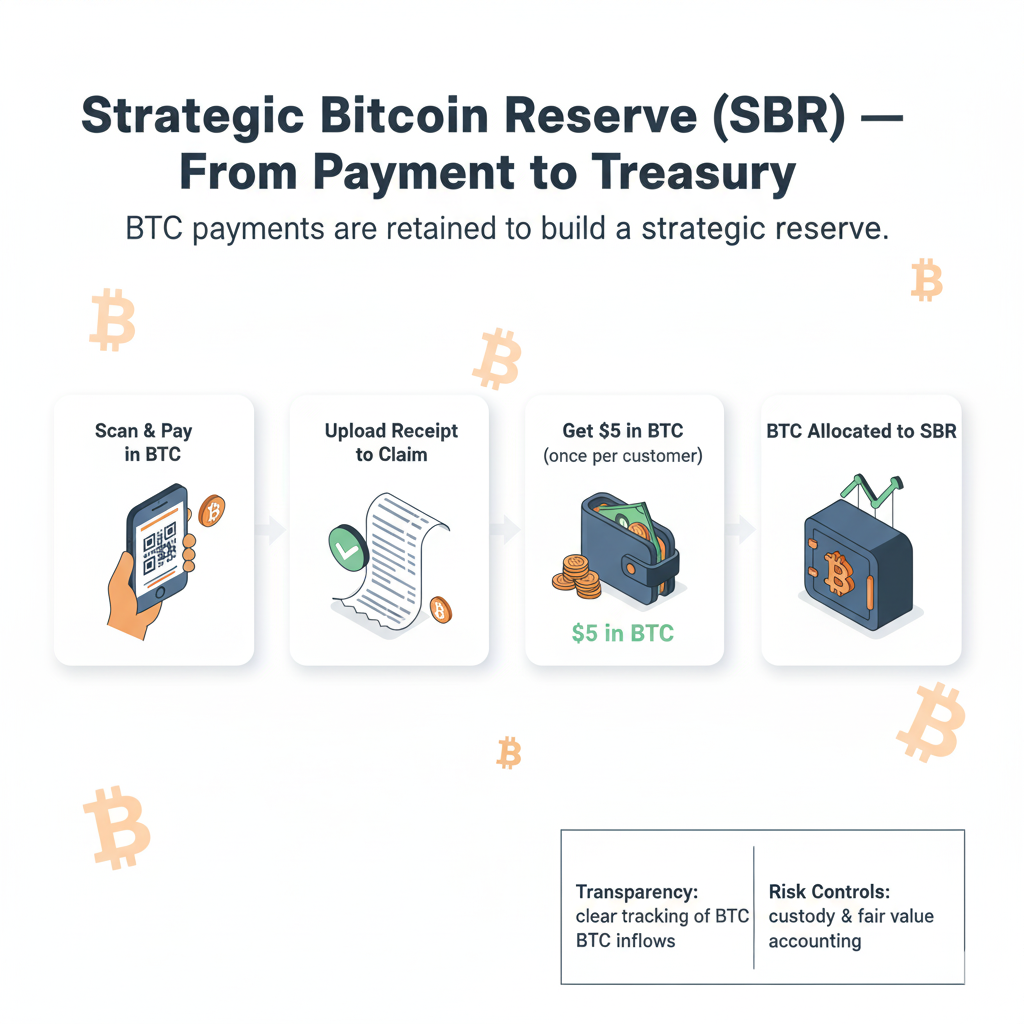 Strategic Bitcoin Reserve (SBR) —
From Payment to Treasury
BTC payments are retained to build a strategic reserve.
Scan & Pay
in BTC
Upload Receipt
to Claim
Get $5 in BTC
(once per customer)
$5 in BTC
BTC Allocated to SBR
Transparency:
clear tracking of BTC
BTC inflows
Risk Controls:
custody & fair value
accounting